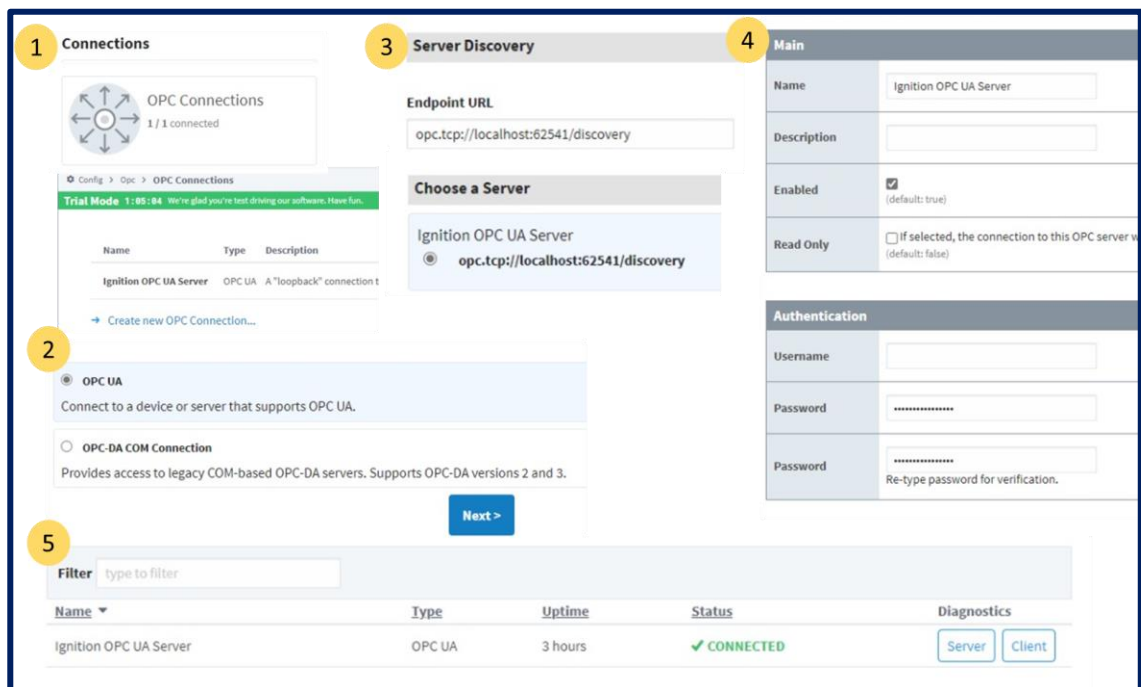 1
Connections
OPC Connections
1 / 1 connected
Config > Opc > OPC Connections
Trial Mode 1:05:04 We're glad you're test driving our software. Have fun.
Name Type Description
Ignition OPC UA Server OPC UA A "loopback" connection t
→ Create new OPC Connection...
2
OPC UA
Connect to a device or server that supports OPC UA.
OPC-DA COM Connection
Provides access to legacy COM-based OPC-DA servers. Supports OPC-DA versions 2 and 3.
Next >
3
Server Discovery
Endpoint URL
opc.tcp://localhost:62541/discovery
Choose a Server
Ignition OPC UA Server
opc.tcp://localhost:62541/discovery
4
Main
Name Ignition OPC UA Server
Description
Enabled
(default: true)
Read Only If selected, the connection to this OPC server w
(default: false)
Authentication
Username
Password ................
Password ................
Re-type password for verification.
5
Filter type to filter
Name Type Uptime Status Diagnostics
Ignition OPC UA Server OPC UA 3 hours ✓ CONNECTED Server Client